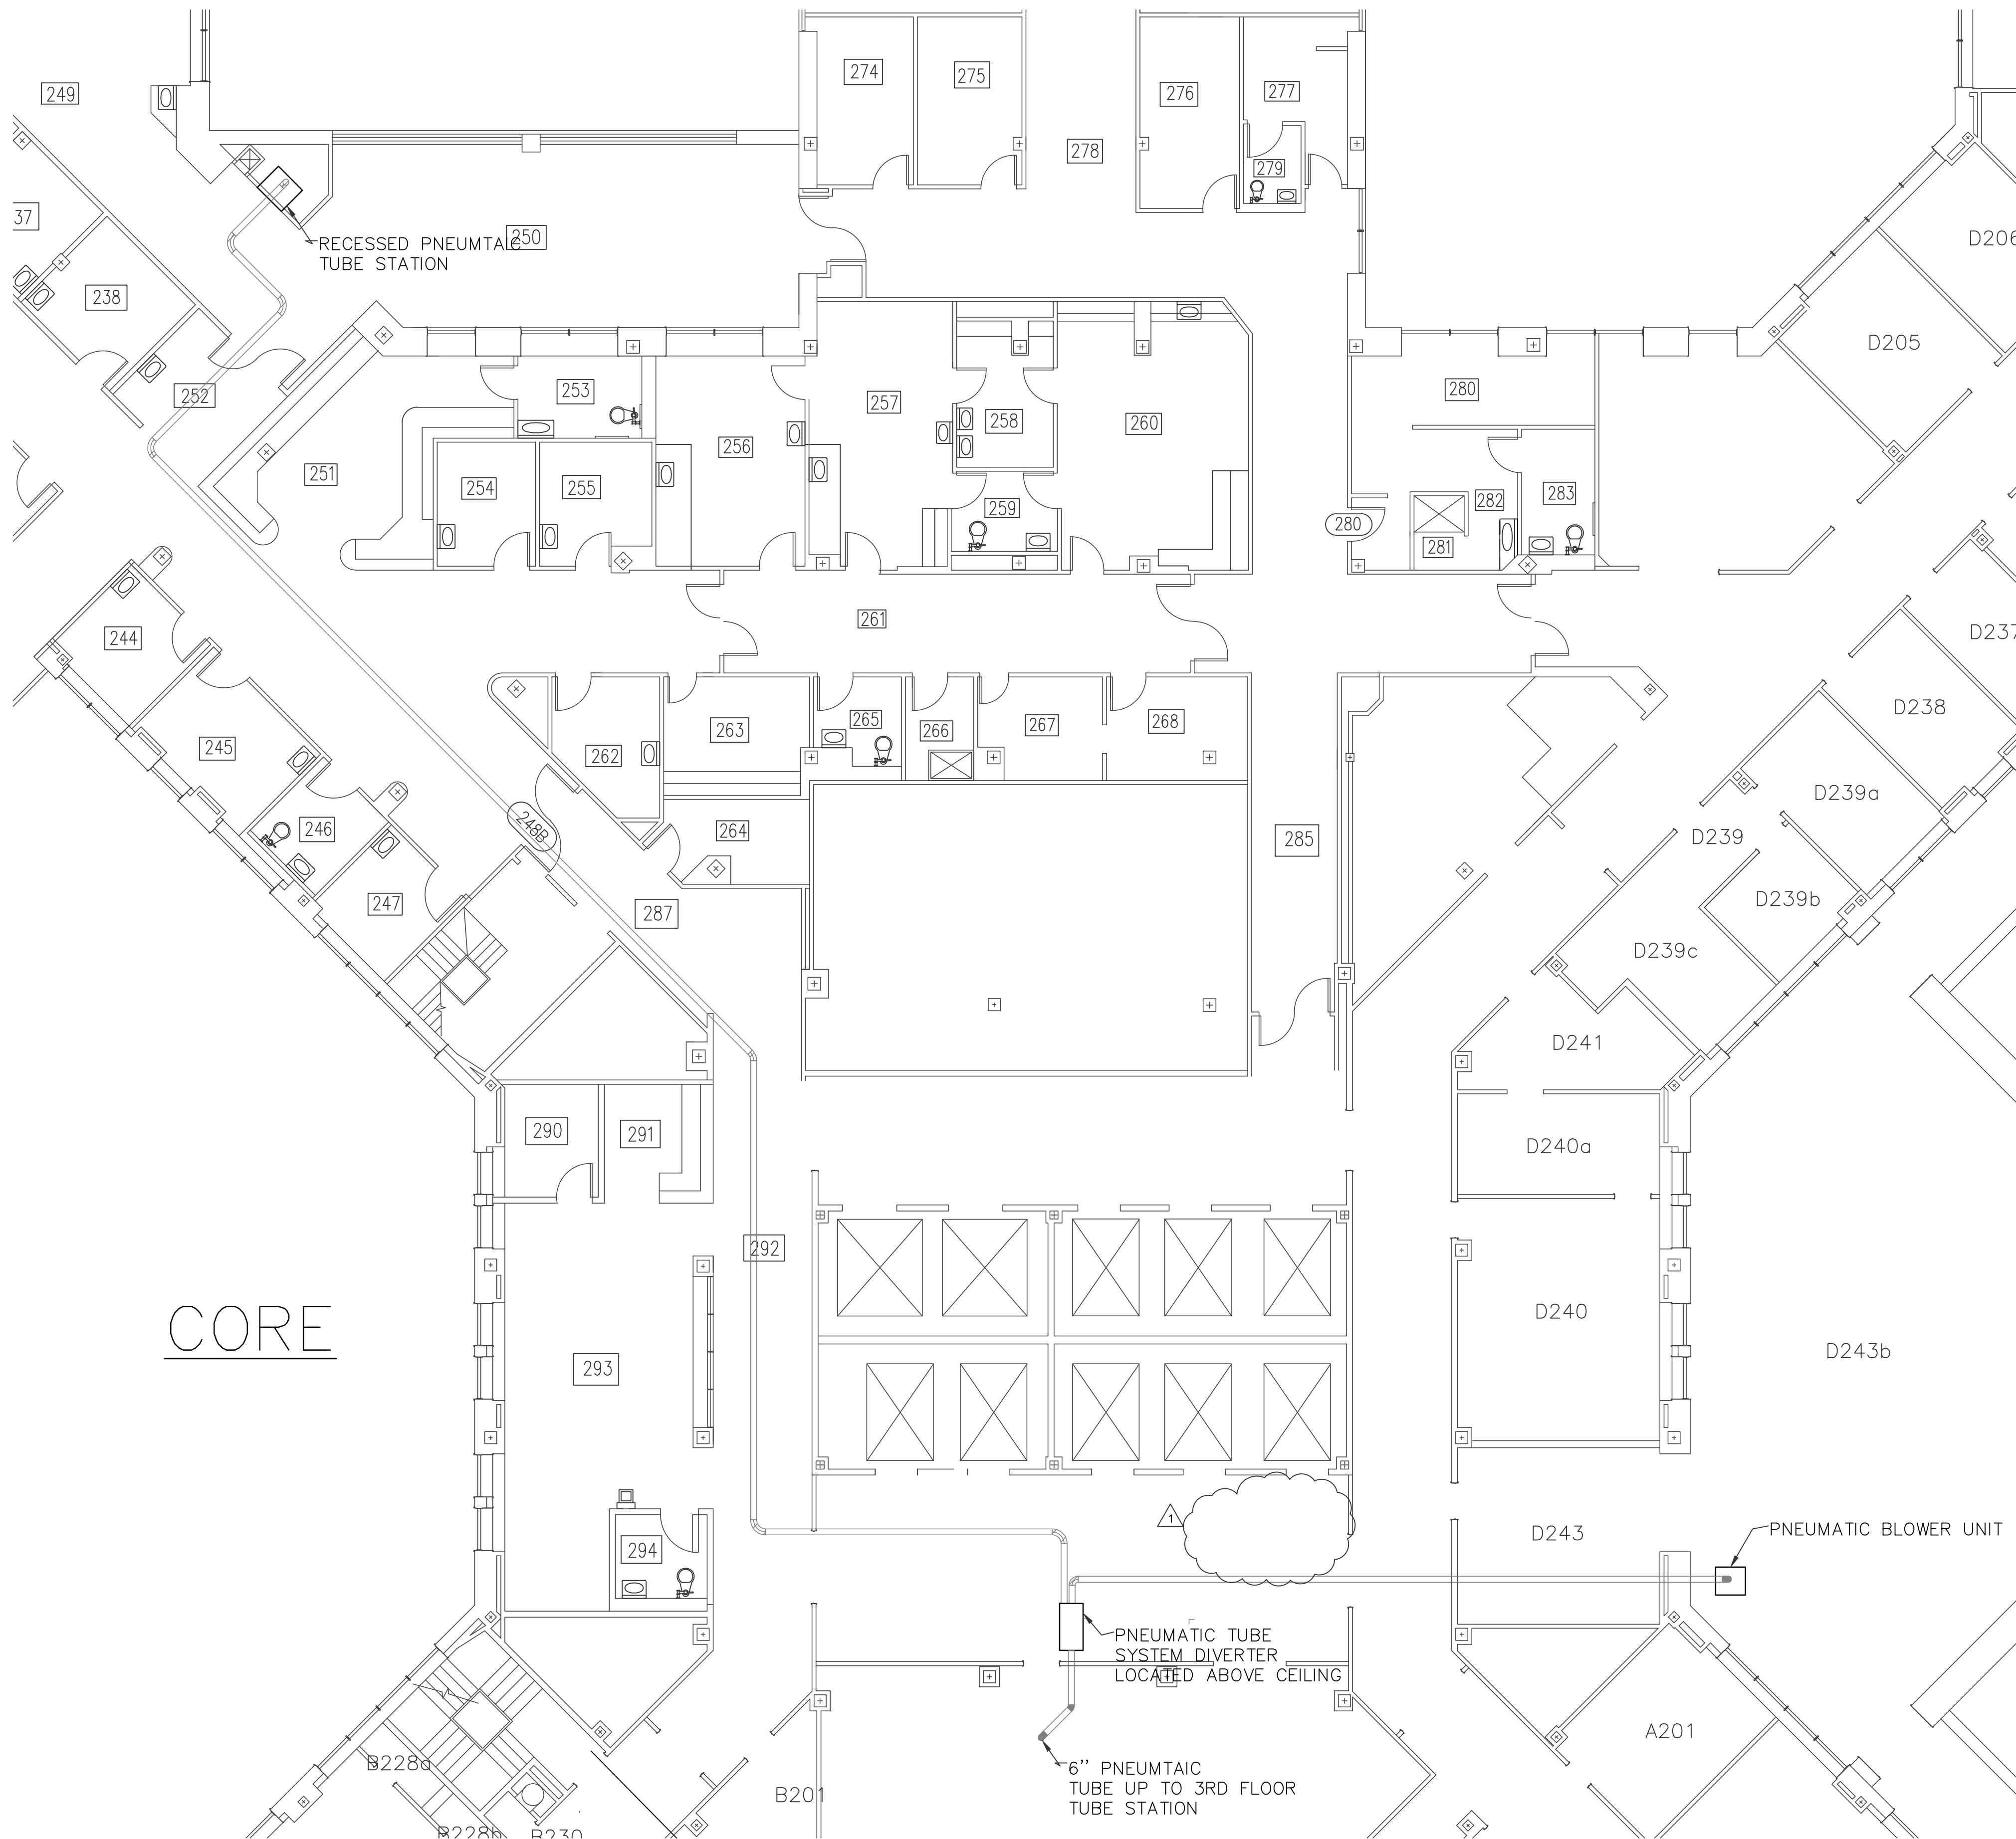 274
275
276
277
249
278
279
37
250
RECESSED PNEUMTAIC
TUBE STATION
D206
238
D205
252
253
257
280
258
260
256
251
254
255
259
282
283
280
281
261
244
D237
263
265
266
267
268
245
262
D238
D239a
246
248B
264
285
D239
D239b
247
287
D239c
D241
290
291
D240a
292
CORE
293
D240
D243b
1
294
D243
PNEUMATIC BLOWER UNIT
PNEUMATIC TUBE
SYSTEM DIVERTER
LOCATED ABOVE CEILING
A201
B228a
6'' PNEUMTAIC
TUBE UP TO 3RD FLOOR
TUBE STATION
B201
B228b
B230